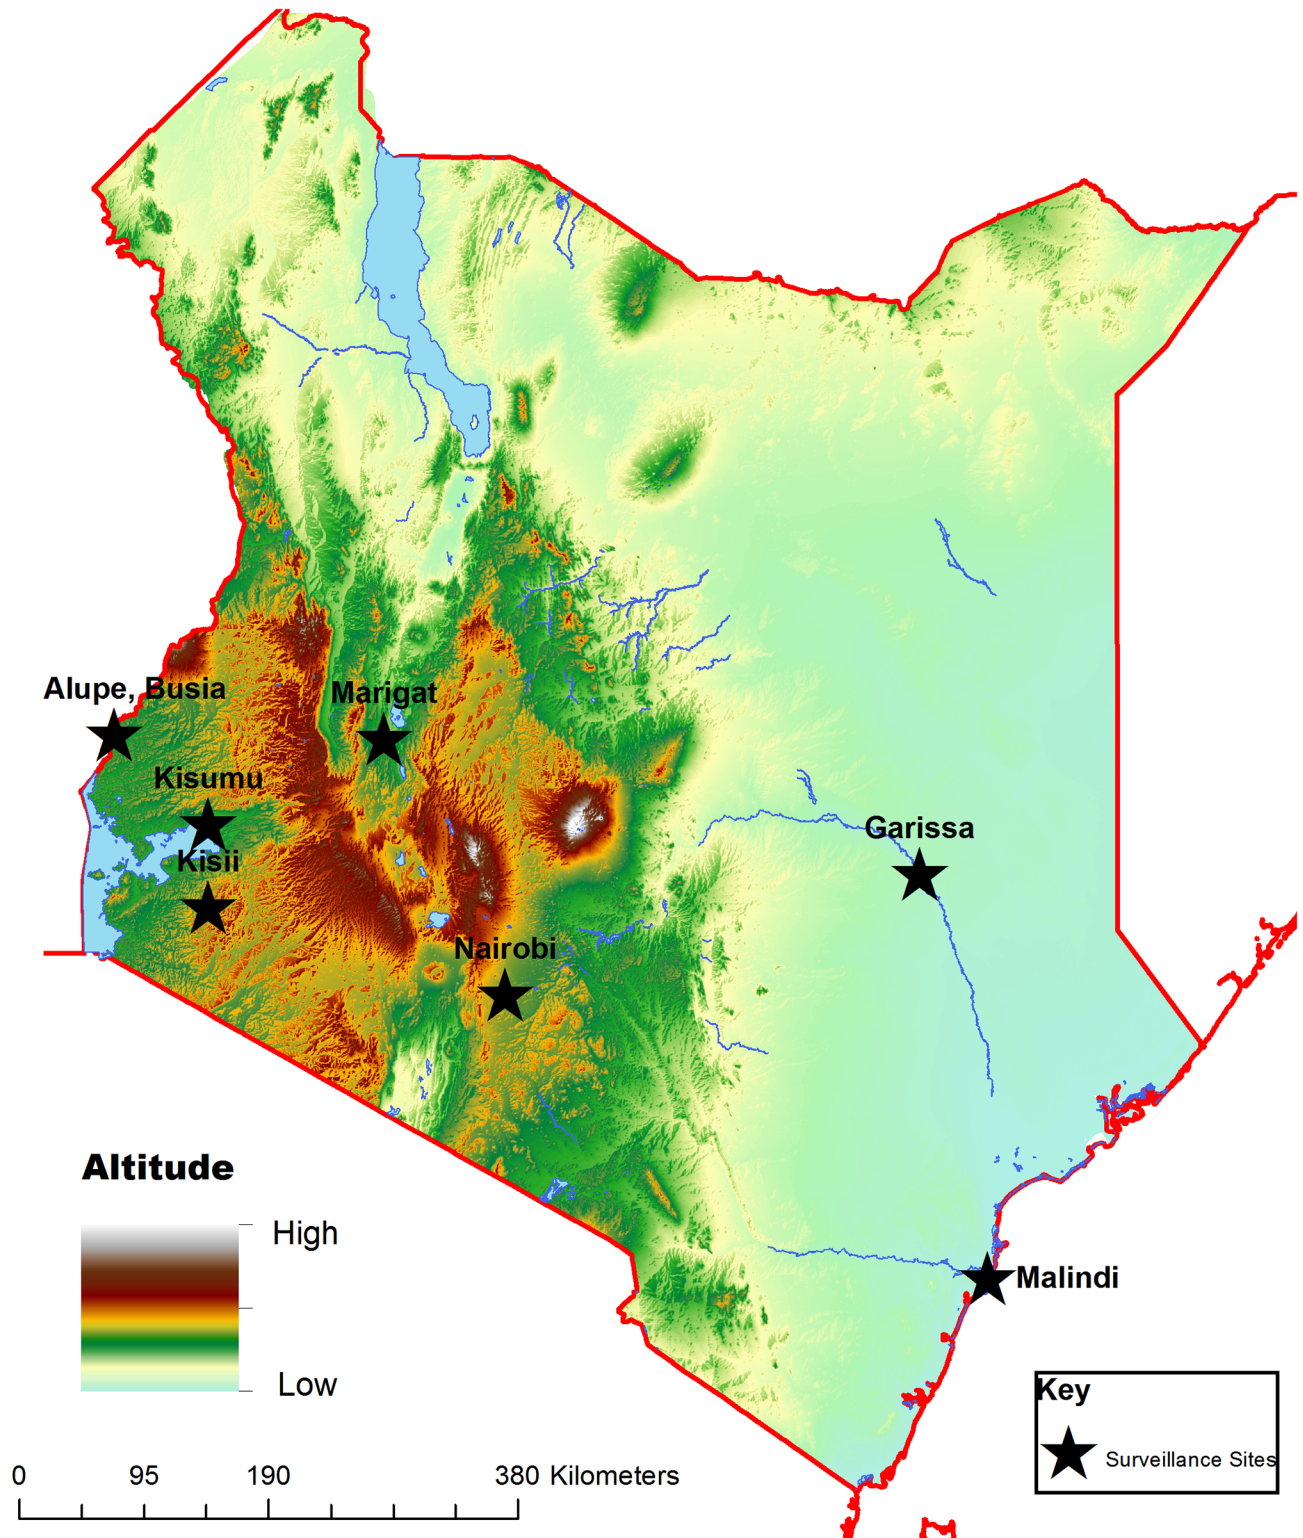 Alupe, Busia
Marigat
Kisumu
Garissa
Kisii
Nairobi
Malindi
Altitude
High
Low
Key
Surveillance Sites
0 95 190 380 Kilometers